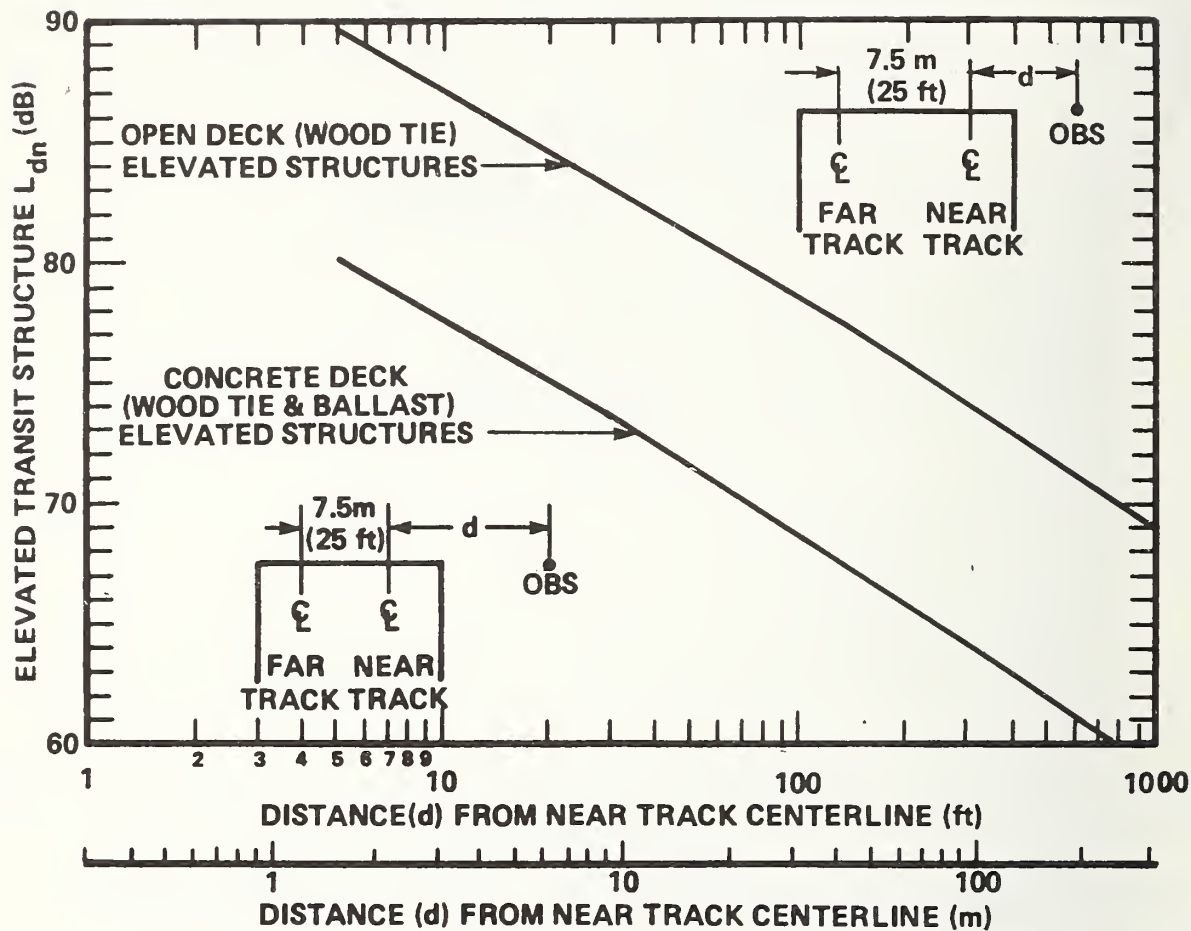 ELEVATED TRANSIT STRUCTURE Ldn (dB)
90
80
70
60
OPEN DECK (WOOD TIE)
ELEVATED STRUCTURES
7.5 m
(25 ft)
d
OBS
℄ ℄
FAR NEAR
TRACK TRACK
CONCRETE DECK
(WOOD TIE & BALLAST)
ELEVATED STRUCTURES
7.5m
(25 ft)
d
OBS
℄ ℄
FAR NEAR
TRACK TRACK
1 2 3 4 5 6 7 8 9 10 100 1000
DISTANCE(d) FROM NEAR TRACK CENTERLINE (ft)
1 10 100
DISTANCE (d) FROM NEAR TRACK CENTERLINE (m)